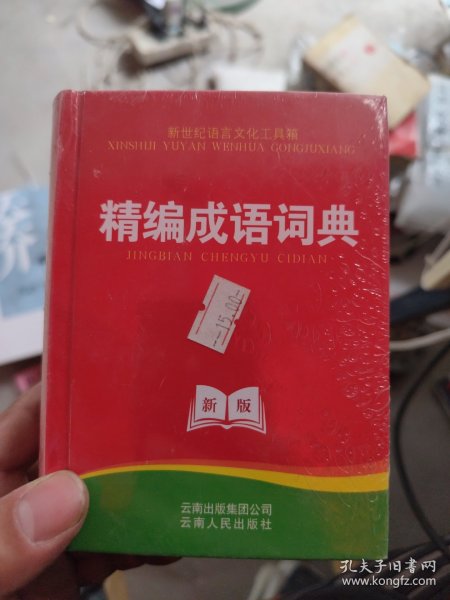 新世纪语言文化工具箱
XINSHIJI YUYAN WENHUA GONGJUXIANG
精编成语词典
JINGBIAN CHENGYU CIDIAN
15.00
新版
云南出版集团公司
云南人民出版社
孔夫子旧书网
www.kongfz.com